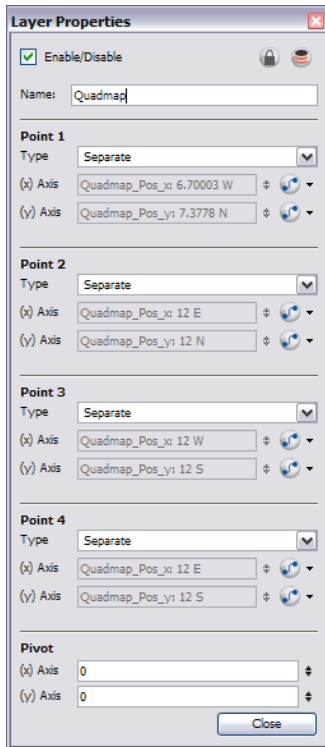 Layer Properties
Enable/Disable
Name: Quadmap
Point 1
Type Separate
(x) Axis Quadmap_Pos_x: 6.70003 W
(y) Axis Quadmap_Pos_y: 7.3778 N
Point 2
Type Separate
(x) Axis Quadmap_Pos_x: 12 E
(y) Axis Quadmap_Pos_y: 12 N
Point 3
Type Separate
(x) Axis Quadmap_Pos_x: 12 W
(y) Axis Quadmap_Pos_y: 12 S
Point 4
Type Separate
(x) Axis Quadmap_Pos_x: 12 E
(y) Axis Quadmap_Pos_y: 12 S
Pivot
(x) Axis 0
(y) Axis 0
Close